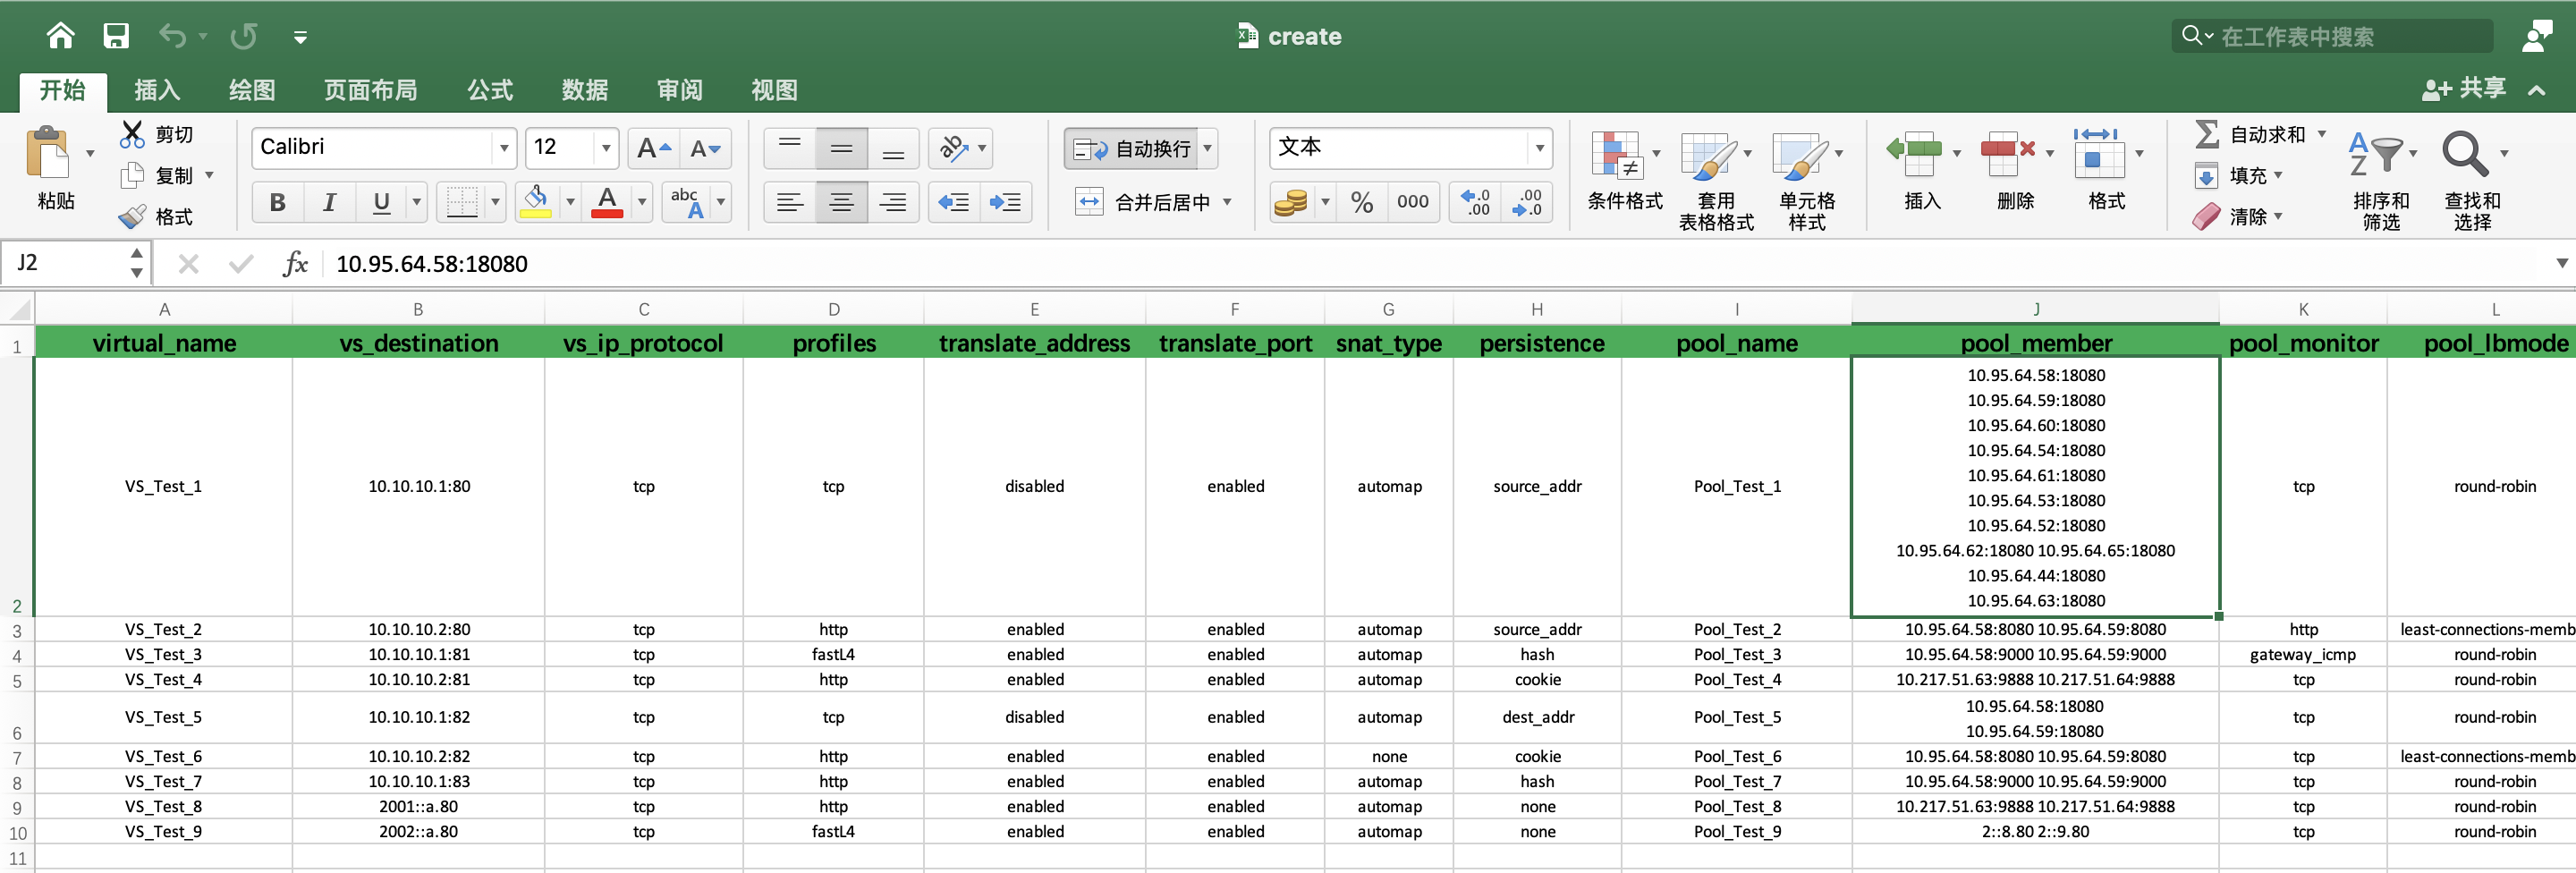 create
在工作表中搜索
开始 插入 绘图 页面布局 公式 数据 审阅 视图
共享
粘贴
剪切
复制
格式
Calibri 12 A A
B I U A abc A
ab
自动换行
合并后居中
文本
% 000 .0 .00 .00 .0
条件格式
套用
表格格式
单元格
样式
插入
删除
格式
自动求和
填充
清除
A Z
排序和
筛选
查找和
选择
J2 fx 10.95.64.58:18080
A B C D E F G H I J K L
1 virtual_name vs_destination vs_ip_protocol profiles translate_address translate_port snat_type persistence pool_name pool_member pool_monitor pool_lbmode
10.95.64.58:18080
10.95.64.59:18080
10.95.64.60:18080
10.95.64.54:18080
10.95.64.61:18080
2 VS_Test_1 10.10.10.1:80 tcp tcp disabled enabled automap source_addr Pool_Test_1 tcp round-robin
10.95.64.53:18080
10.95.64.52:18080
10.95.64.62:18080 10.95.64.65:18080
10.95.64.44:18080
10.95.64.63:18080
3 VS_Test_2 10.10.10.2:80 tcp http enabled enabled automap source_addr Pool_Test_2 10.95.64.58:8080 10.95.64.59:8080 http least-connections-memb
4 VS_Test_3 10.10.10.1:81 tcp fastL4 enabled enabled automap hash Pool_Test_3 10.95.64.58:9000 10.95.64.59:9000 gateway_icmp round-robin
5 VS_Test_4 10.10.10.2:81 tcp http enabled enabled automap cookie Pool_Test_4 10.217.51.63:9888 10.217.51.64:9888 tcp round-robin
10.95.64.58:18080
6 VS_Test_5 10.10.10.1:82 tcp tcp disabled enabled automap dest_addr Pool_Test_5 tcp round-robin
10.95.64.59:18080
7 VS_Test_6 10.10.10.2:82 tcp http enabled enabled none cookie Pool_Test_6 10.95.64.58:8080 10.95.64.59:8080 tcp least-connections-memb
8 VS_Test_7 10.10.10.1:83 tcp http enabled enabled automap hash Pool_Test_7 10.95.64.58:9000 10.95.64.59:9000 tcp round-robin
9 VS_Test_8 2001::a.80 tcp http enabled enabled automap none Pool_Test_8 10.217.51.63:9888 10.217.51.64:9888 tcp round-robin
10 VS_Test_9 2002::a.80 tcp fastL4 enabled enabled automap none Pool_Test_9 2::8.80 2::9.80 tcp round-robin
11